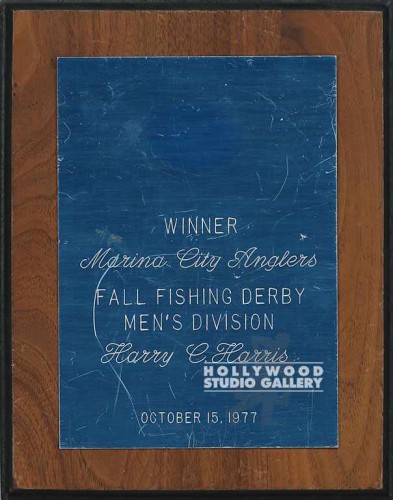 WINNER
Marina City Anglers
FALL FISHING DERBY
MEN'S DIVISION
Harry C. Harris
HOLLYWOOD
STUDIO GALLERY
OCTOBER 15, 1977